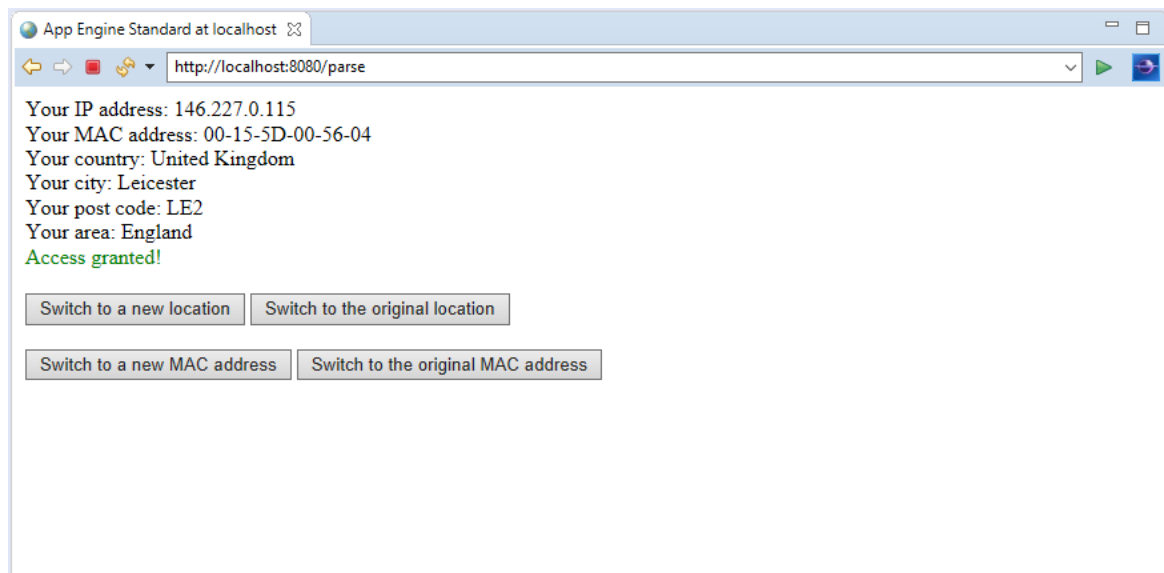 App Engine Standard at localhost
http://localhost:8080/parse
Your IP address: 146.227.0.115
Your MAC address: 00-15-5D-00-56-04
Your country: United Kingdom
Your city: Leicester
Your post code: LE2
Your area: England
Access granted!
Switch to a new location Switch to the original location
Switch to a new MAC address Switch to the original MAC address